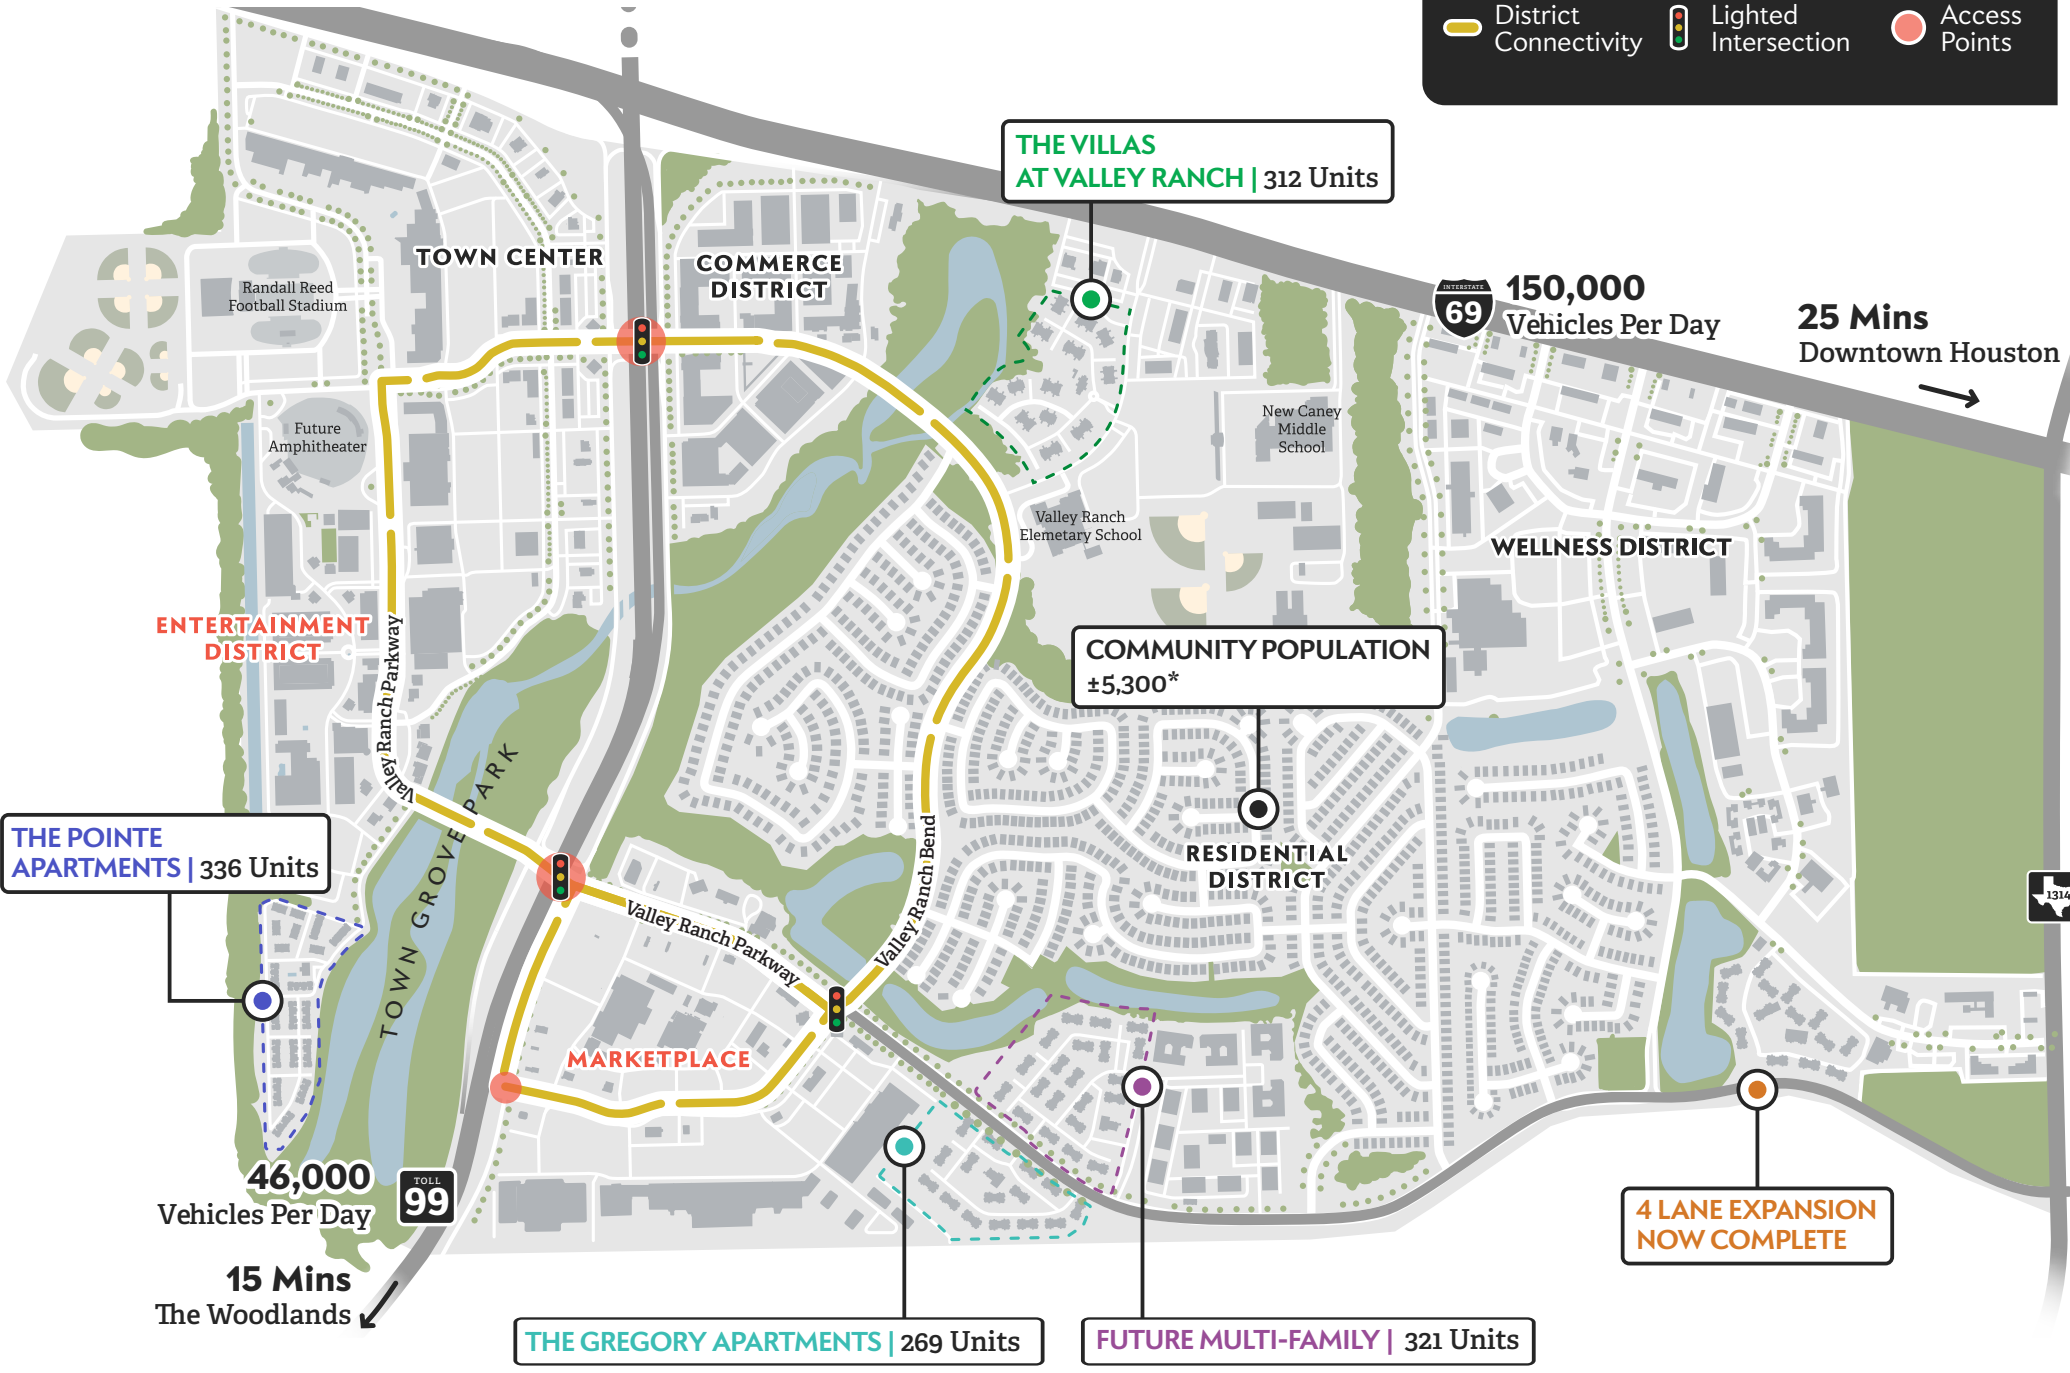 District
Connectivity
Lighted
Intersection
Access
Points
THE VILLAS
AT VALLEY RANCH | 312 Units
TOWN CENTER
COMMERCE
DISTRICT
Randall Reed
Football Stadium
INTERSTATE
69
150,000
Vehicles Per Day
25 Mins
Downtown Houston
Future
Amphitheater
New Caney
Middle
School
Valley Ranch
Elemetary School
WELLNESS DISTRICT
ENTERTAINMENT
DISTRICT
Valley Ranch Parkway
COMMUNITY POPULATION
±5,300*
TOWN GROVE PARK
THE POINTE
APARTMENTS | 336 Units
RESIDENTIAL
DISTRICT
Valley Ranch Bend
Valley Ranch Parkway
1314
MARKETPLACE
46,000
Vehicles Per Day
TOLL
99
15 Mins
The Woodlands
4 LANE EXPANSION
NOW COMPLETE
THE GREGORY APARTMENTS | 269 Units
FUTURE MULTI-FAMILY | 321 Units